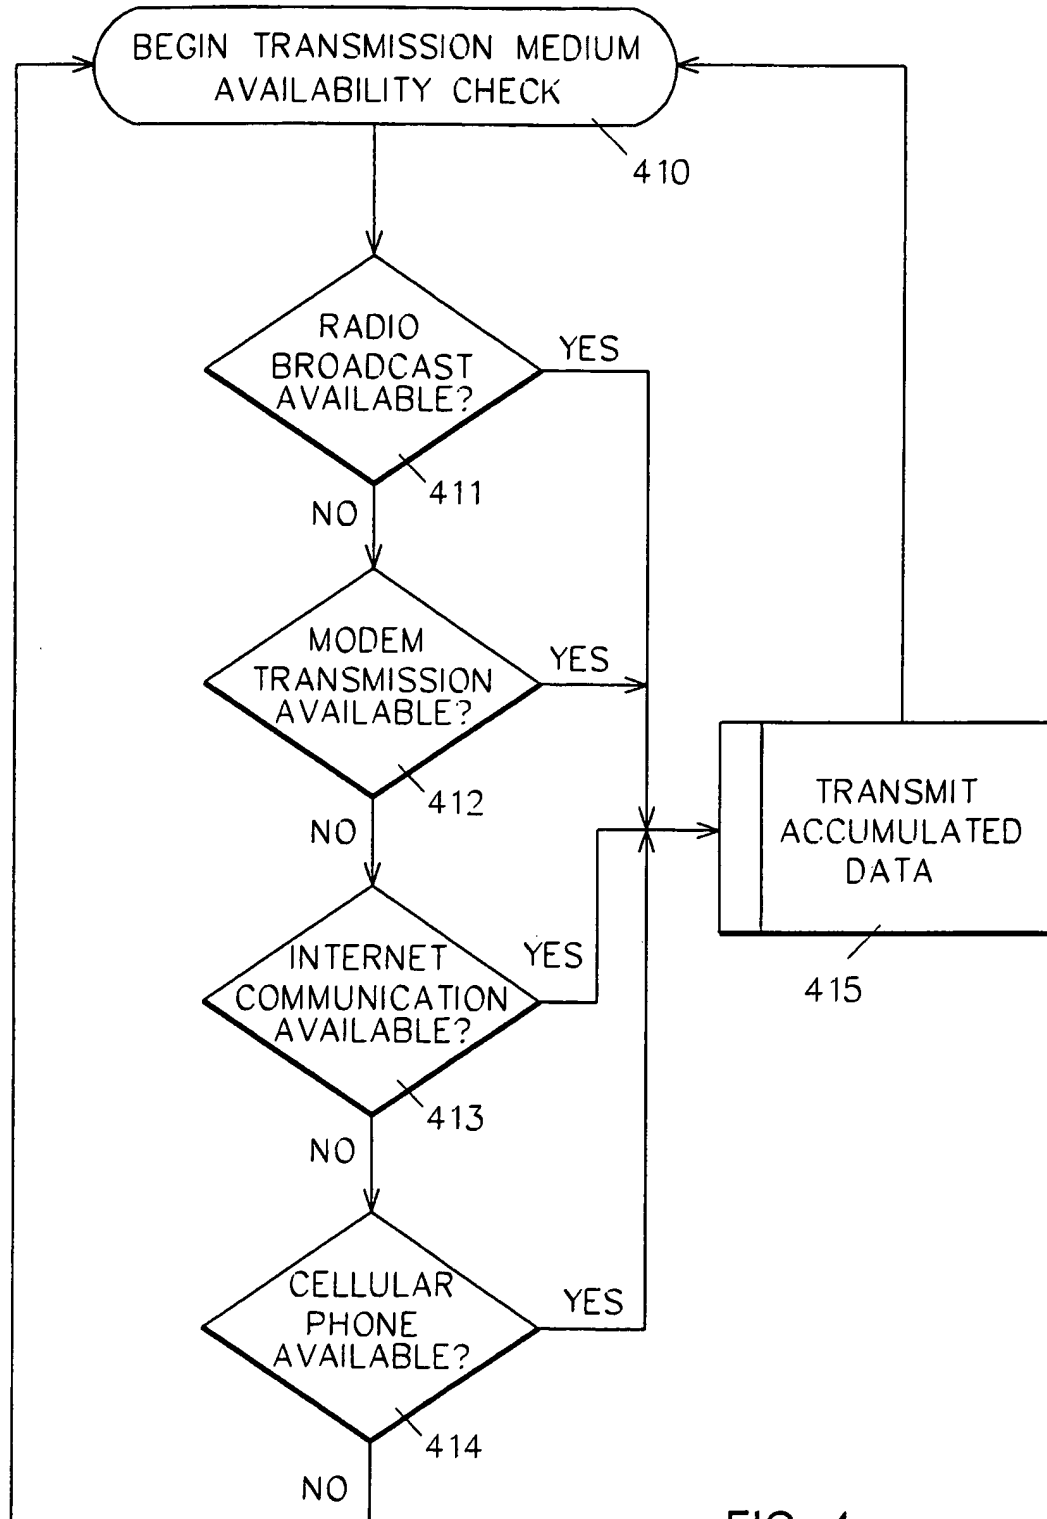 BEGIN TRANSMISSION MEDIUM
AVAILABILITY CHECK
410
RADIO
BROADCAST
AVAILABLE?
YES
411
NO
MODEM
TRANSMISSION
AVAILABLE?
YES
412
NO
TRANSMIT
ACCUMULATED
DATA
415
INTERNET
COMMUNICATION
AVAILABLE?
YES
413
NO
CELLULAR
PHONE
AVAILABLE?
YES
414
NO